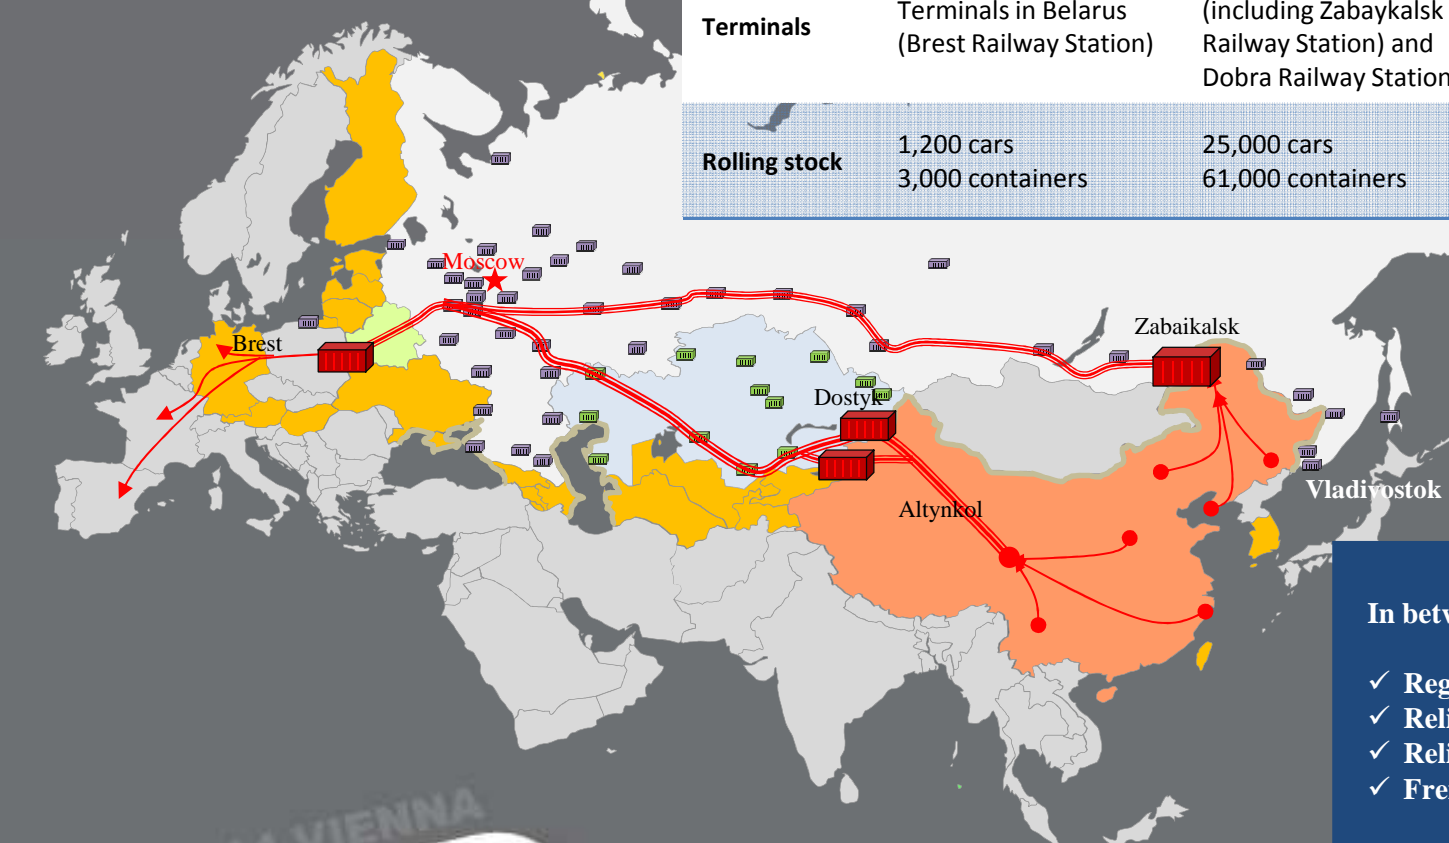 Terminals
Terminals in Belarus
(Brest Railway Station)
(including Zabaykalsk
Railway Station) and
Dobra Railway Station
Rolling stock
1,200 cars
3,000 containers
25,000 cars
61,000 containers
Moscow
Brest
Zabaikalsk
Dostyk
Altynkol
Vladivostok
In betw
✓ Reg
✓ Reli
✓ Reli
✓ Frei
VIENNA